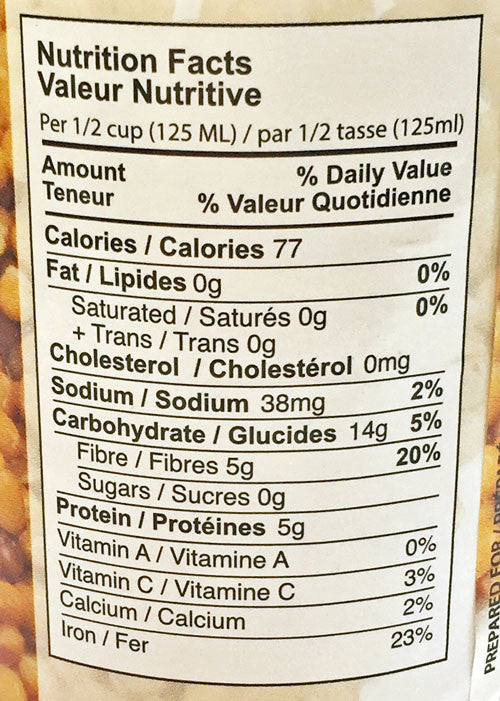 Nutrition Facts
Valeur Nutritive
Per 1/2 cup (125 ML) / par 1/2 tasse (125ml)
Amount % Daily Value
Teneur % Valeur Quotidienne
Calories / Calories 77
Fat / Lipides 0g 0%
Saturated / Saturés 0g 0%
+ Trans / Trans 0g
Cholesterol / Cholestérol 0mg
Sodium / Sodium 38mg 2%
Carbohydrate / Glucides 14g 5%
Fibre / Fibres 5g 20%
Sugars / Sucres 0g
Protein / Protéines 5g
Vitamin A / Vitamine A 0%
Vitamin C / Vitamine C 3%
Calcium / Calcium 2%
Iron / Fer 23%
PREPARED FOR